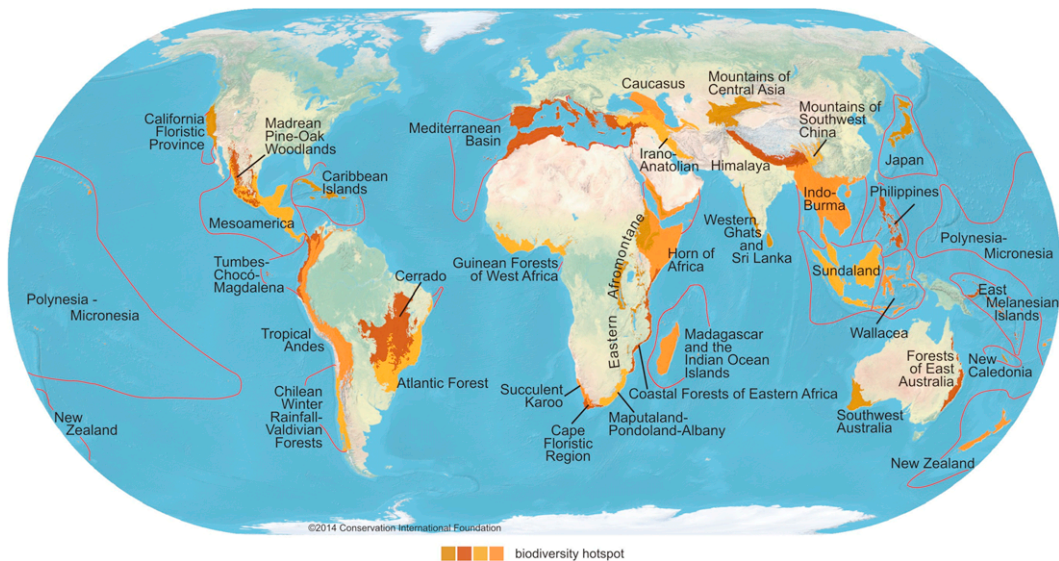 California
Floristic
Province
Madrean
Pine-Oak
Woodlands
Caribbean
Islands
Mesoamerica
Tumbes-
Chocó-
Magdalena
Cerrado
Polynesia -
Micronesia
Tropical
Andes
Atlantic Forest
Chilean
Winter
Rainfall-
Valdivian
Forests
New
Zealand
Caucasus
Mountains of
Central Asia
Mediterranean
Basin
Mountains of
Southwest
China
Irano-
Anatolian
Himalaya
Japan
Indo-
Burma
Philippines
Western
Ghats
and
Sri Lanka
Polynesia-
Micronesia
Guinean Forests
of West Africa
Eastern Afromontane
Horn of
Africa
Sundaland
East
Melanesian
Islands
Wallacea
Madagascar
and the
Indian Ocean
Islands
Forests
of East
Australia
New
Caledonia
Succulent
Karoo
Coastal Forests of Eastern Africa
Maputaland-
Pondoland-Albany
Cape
Floristic
Region
Southwest
Australia
New Zealand
©2014 Conservation International Foundation
biodiversity hotspot